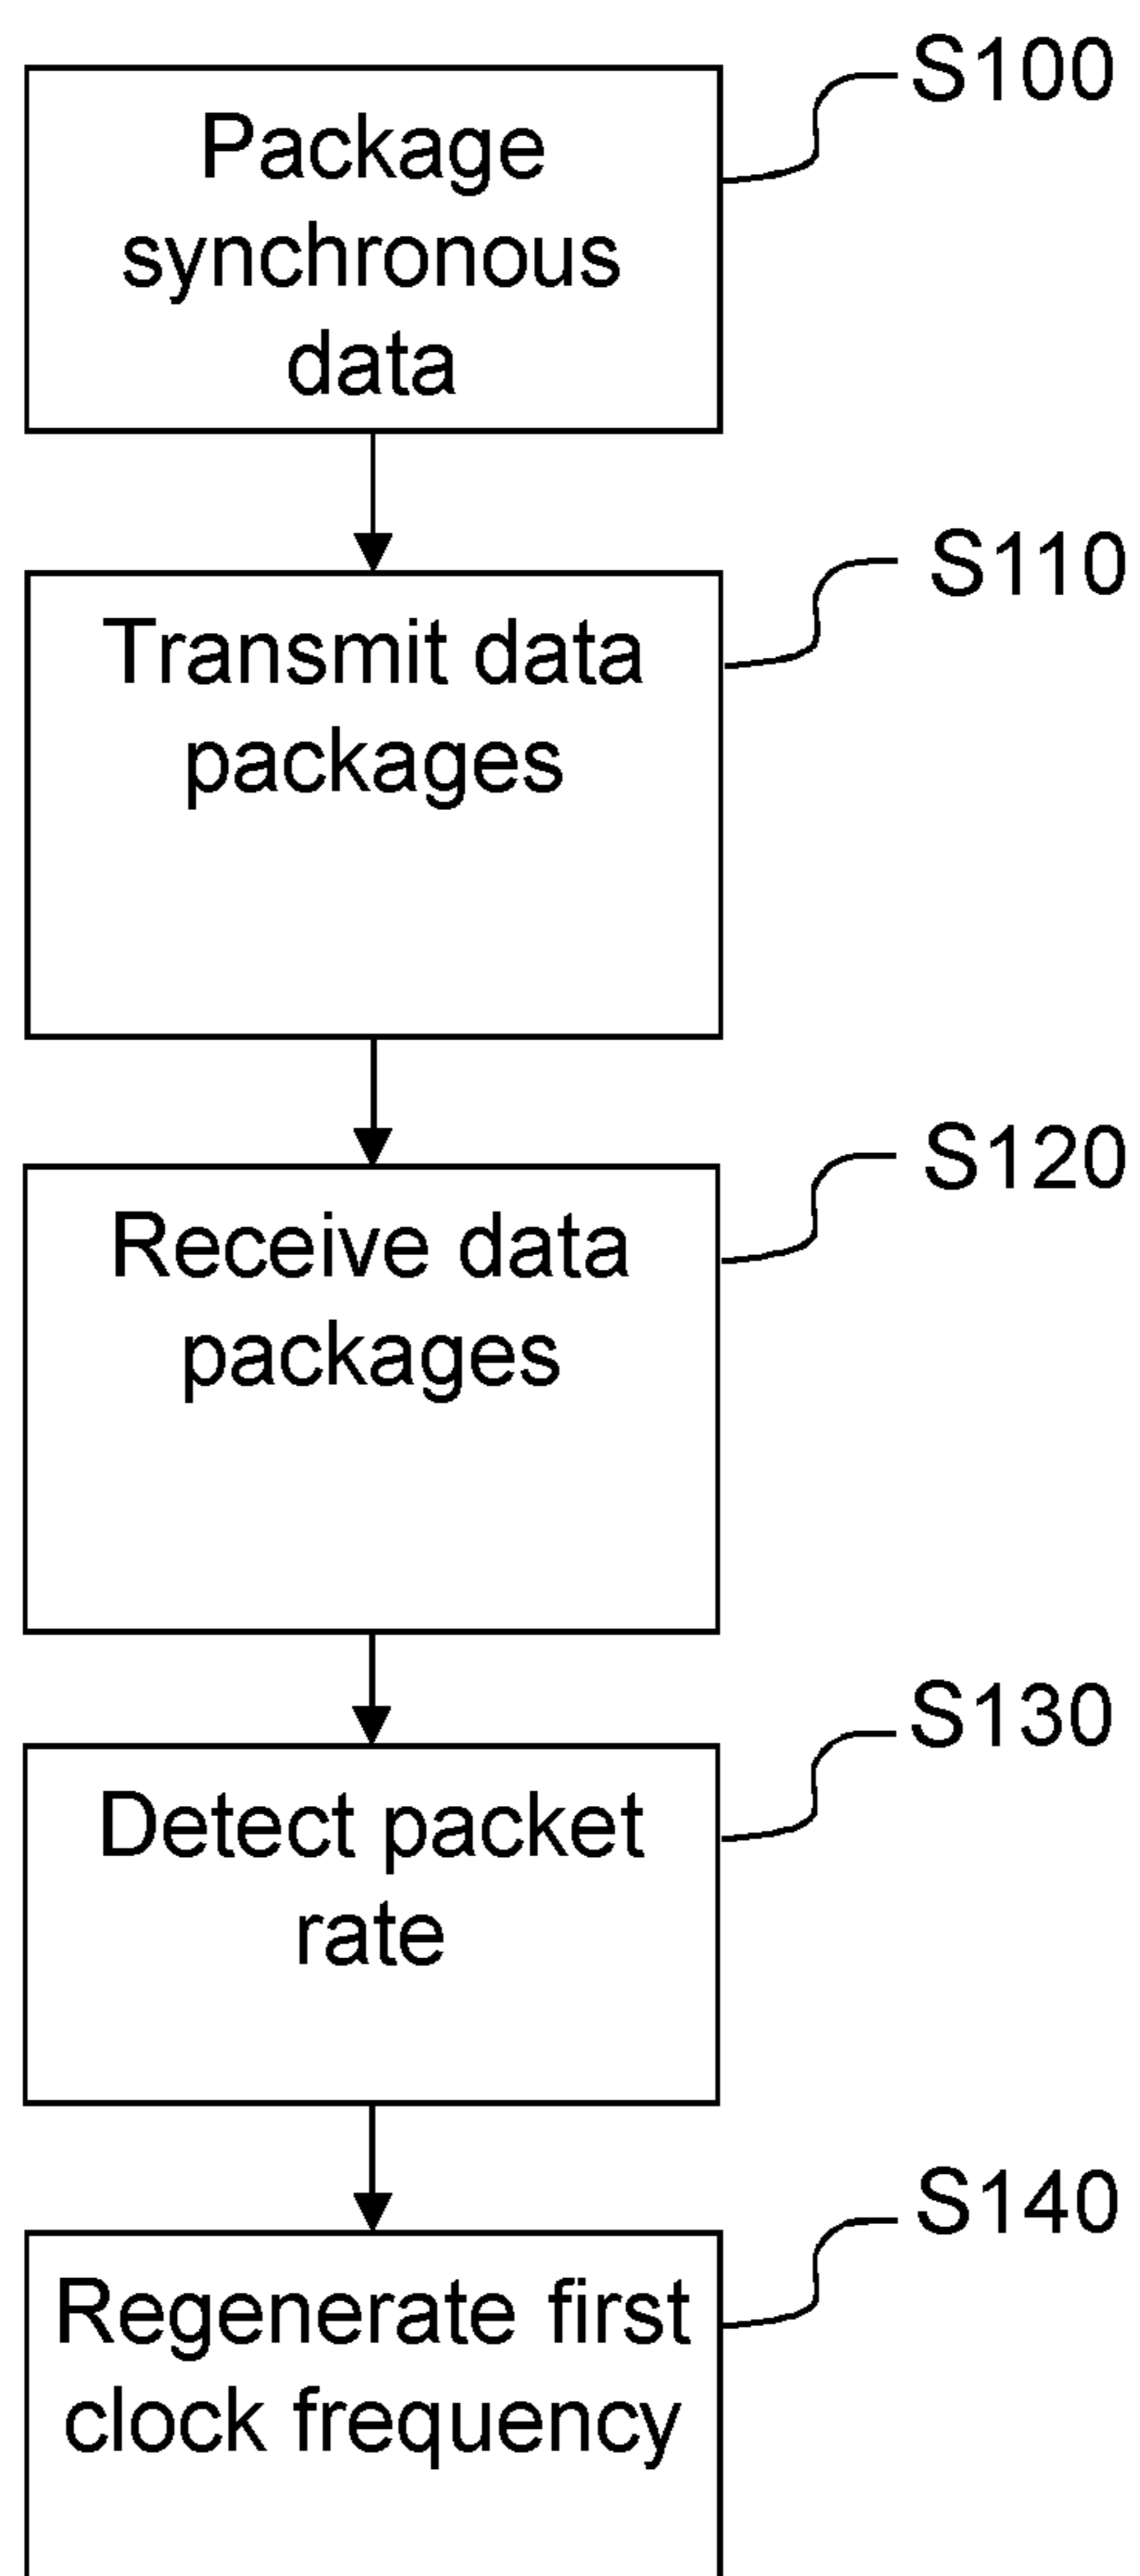 S100
Package
synchronous
data
S110
Transmit data
packages
S120
Receive data
packages
S130
Detect packet
rate
S140
Regenerate first
clock frequency